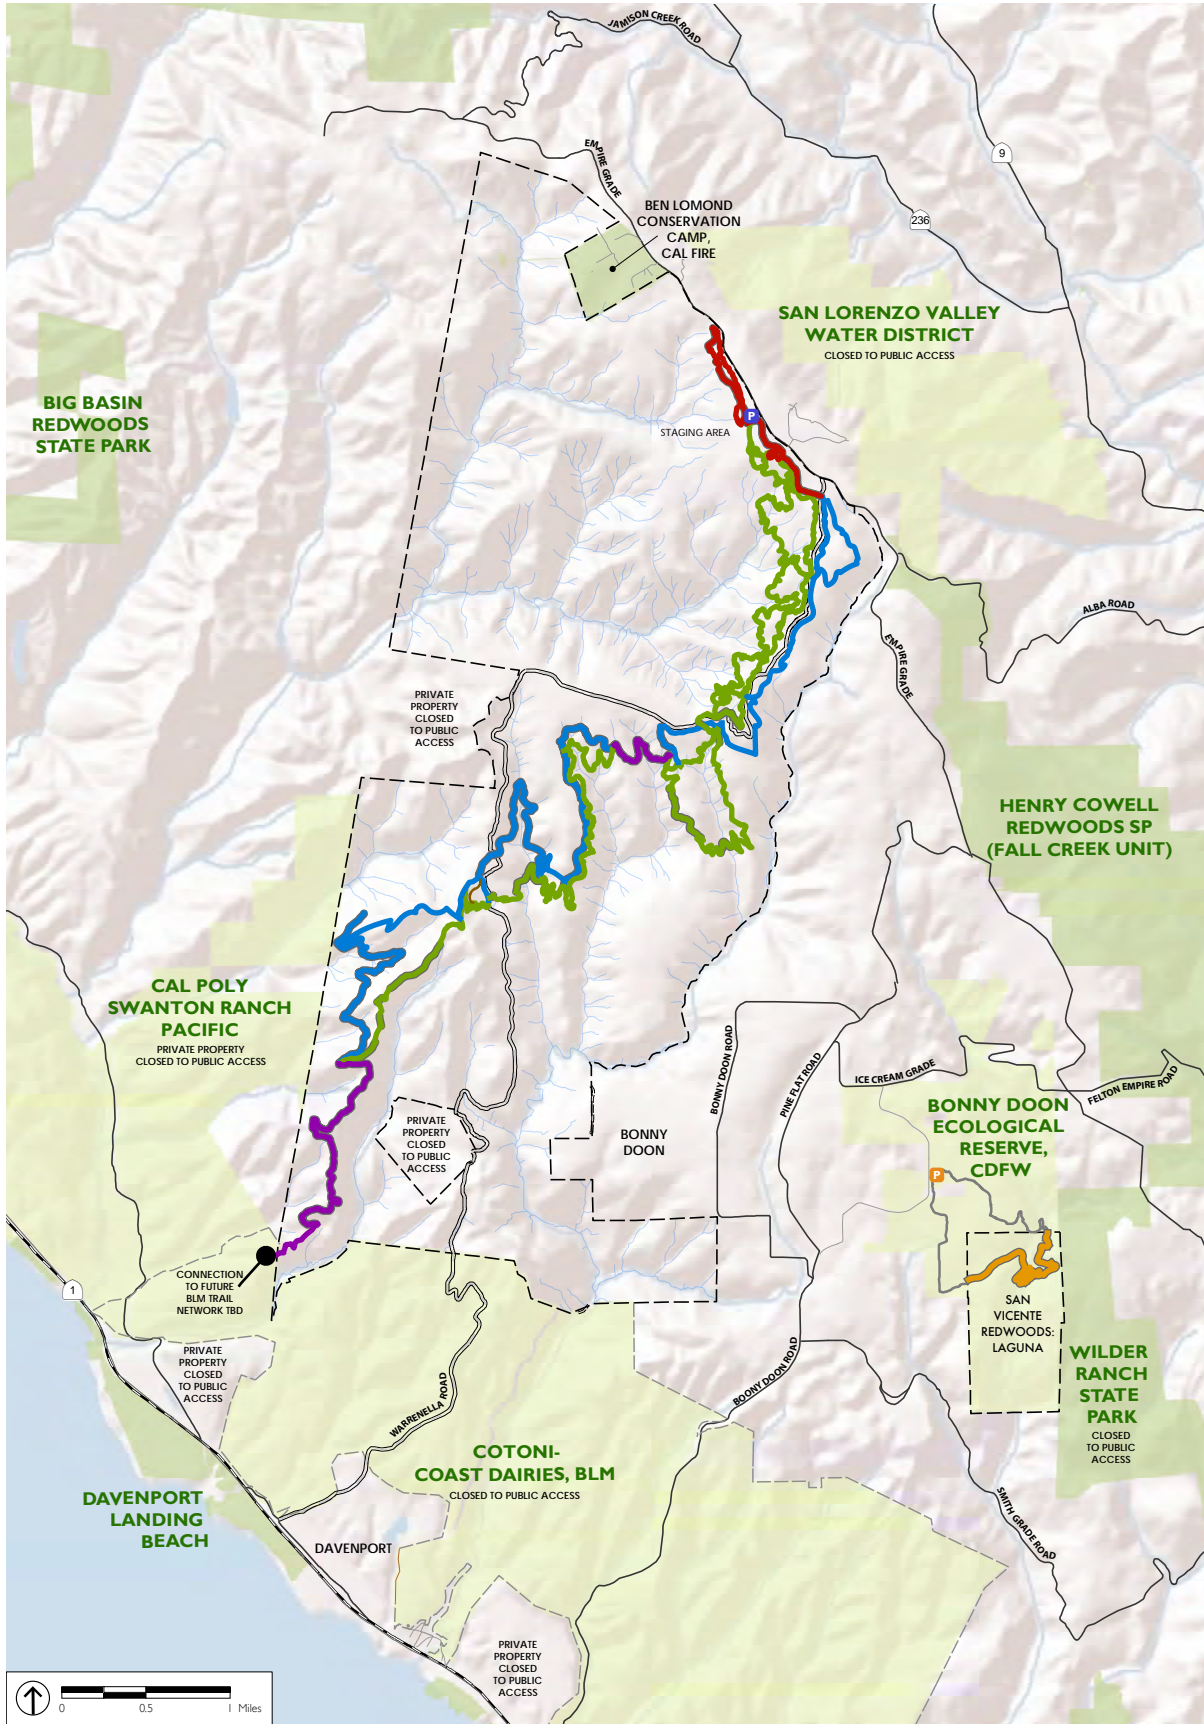 JAMISON CREEK ROAD
EMPIRE GRADE
9
236
BEN LOMOND
CONSERVATION
CAMP,
CAL FIRE
SAN LORENZO VALLEY
WATER DISTRICT
CLOSED TO PUBLIC ACCESS
BIG BASIN
REDWOODS
STATE PARK
P
STAGING AREA
ALBA ROAD
EMPIRE GRADE
PRIVATE
PROPERTY
CLOSED
TO PUBLIC
ACCESS
HENRY COWELL
REDWOODS SP
(FALL CREEK UNIT)
CAL POLY
SWANTON RANCH
PACIFIC
PRIVATE PROPERTY
CLOSED TO PUBLIC ACCESS
BONNY DOON ROAD
PINE FLAT ROAD
ICE CREAM GRADE
FELTON EMPIRE ROAD
PRIVATE
PROPERTY
CLOSED
TO PUBLIC
ACCESS
BONNY
DOON
BONNY DOON
ECOLOGICAL
RESERVE,
CDFW
P
CONNECTION
TO FUTURE
BLM TRAIL
NETWORK TBD
1
SAN
VICENTE
REDWOODS:
LAGUNA
PRIVATE
PROPERTY
CLOSED
TO PUBLIC
ACCESS
WILDER
RANCH
STATE
PARK
CLOSED
TO PUBLIC
ACCESS
WARRENELLA ROAD
BOONY DOON ROAD
COTONI-
COAST DAIRIES, BLM
CLOSED TO PUBLIC ACCESS
DAVENPORT
LANDING
BEACH
DAVENPORT
SMITH GRADE ROAD
PRIVATE
PROPERTY
CLOSED
TO PUBLIC
ACCESS
0 0.5 1 Miles